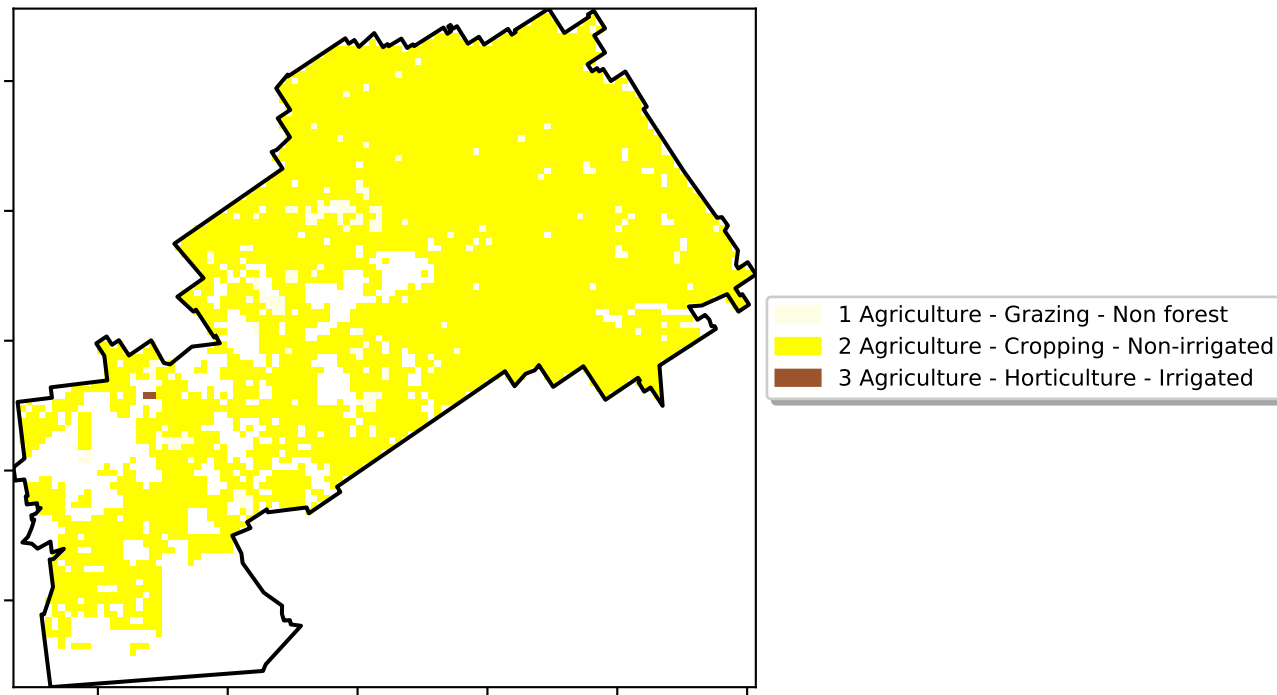 1 Agriculture - Grazing - Non forest
2 Agriculture - Cropping - Non-irrigated
3 Agriculture - Horticulture - Irrigated